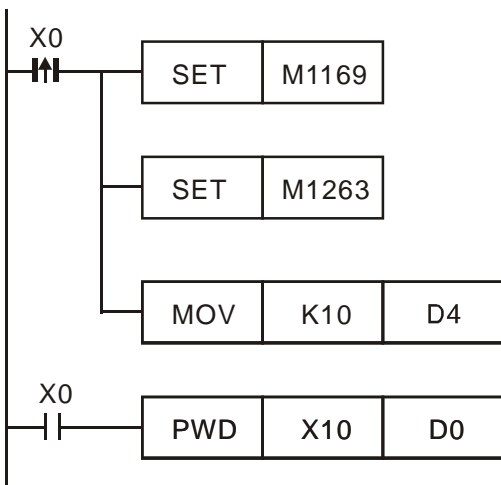 X0
SET M1169
SET M1263
MOV K10 D4
X0
PWD X10 D0